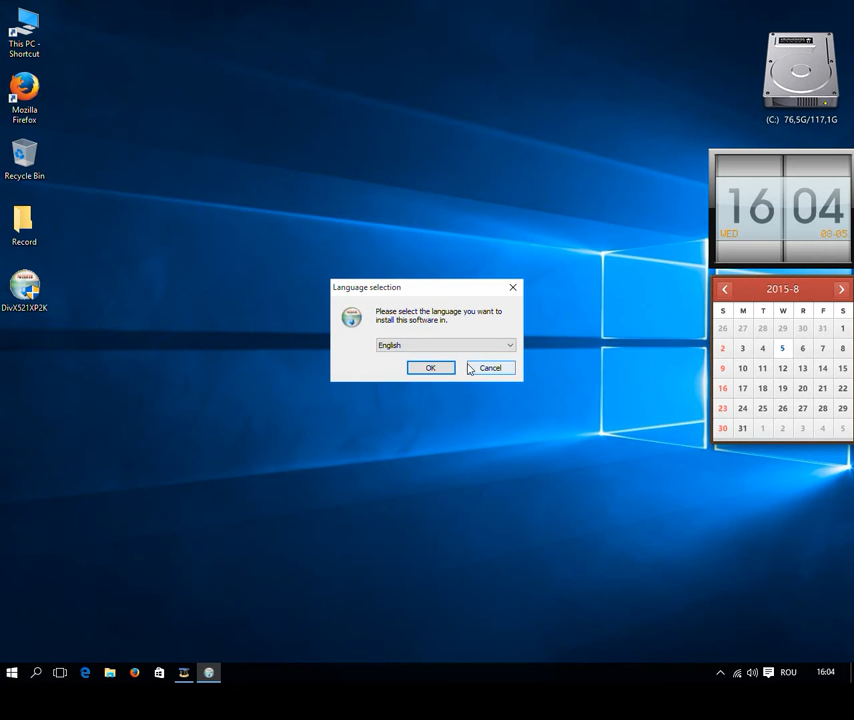 This PC -
Shortcut
Mozilla
Firefox
Recycle Bin
Record
DivX521XP2K
(C:) 76,5G/117,1G
16 04
WED 08-05
2015-8
S M T W R F S
26 27 28 29 30 31 1
2 3 4 5 6 7 8
9 10 11 12 13 14 15
16 17 18 19 20 21 22
23 24 25 26 27 28 29
30 31 1 2 3 4 5
Language selection
Please select the language you want to
install this software in.
English
OK Cancel
ROU 16:04